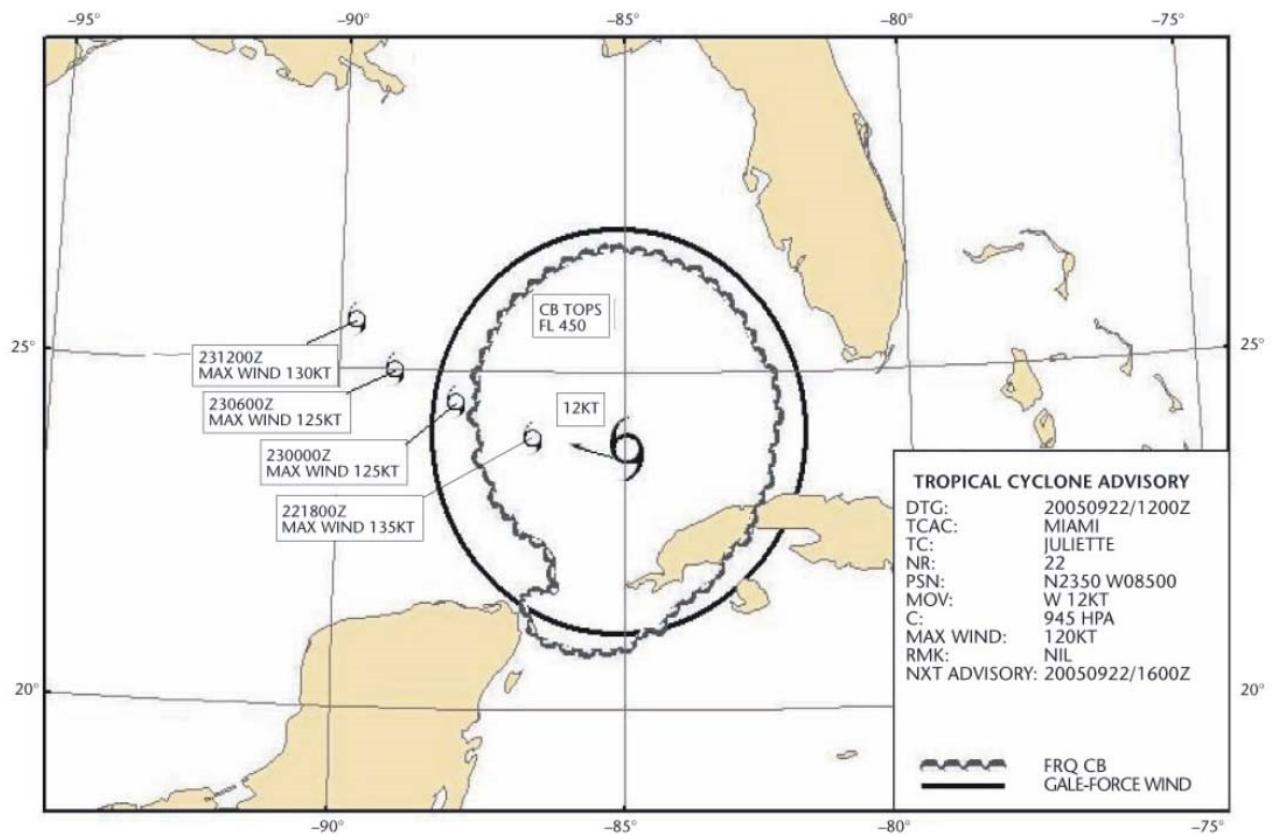 –95°
–90°
–85°
–80°
–75°
CB TOPS
FL 450
25°
25°
231200Z
MAX WIND 130KT
230600Z
MAX WIND 125KT
12KT
230000Z
MAX WIND 125KT
221800Z
MAX WIND 135KT
TROPICAL CYCLONE ADVISORY
DTG: 20050922/1200Z
TCAC: MIAMI
TC: JULIETTE
NR: 22
PSN: N2350 W08500
MOV: W 12KT
C: 945 HPA
MAX WIND: 120KT
RMK: NIL
NXT ADVISORY: 20050922/1600Z
20°
20°
FRQ CB
GALE-FORCE WIND
–90°
–85°
–80°
–75°